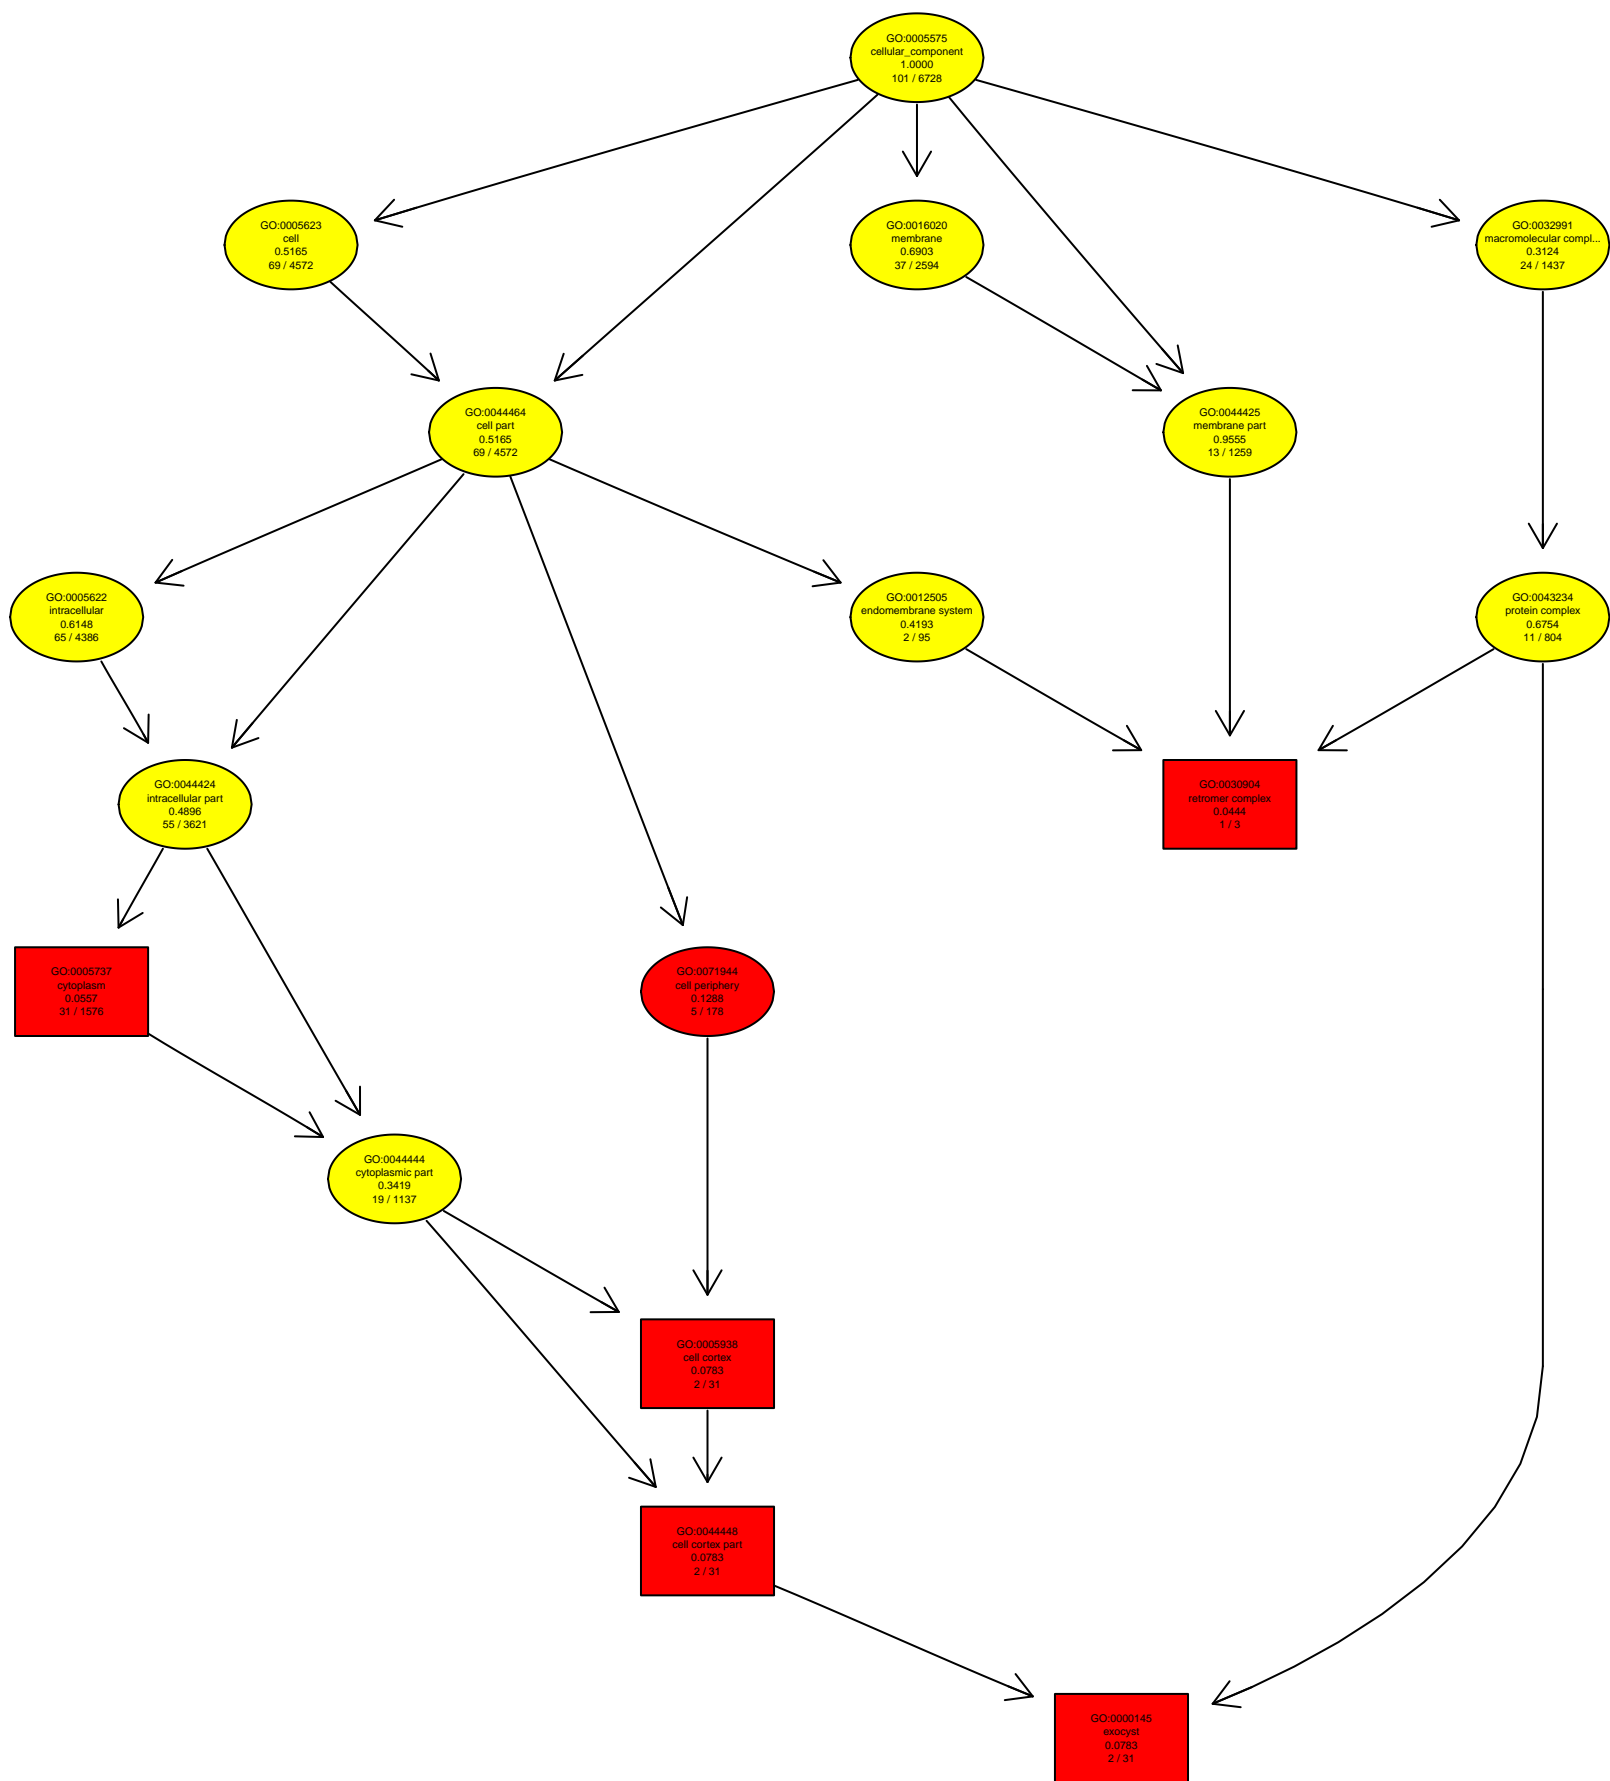 GO:0005575
cellular_component
1.0000
101 / 6728
GO:0005623
cell
0.5165
69 / 4572
GO:0016020
membrane
0.6903
37 / 2594
GO:0032991
macromolecular compl...
0.3124
24 / 1437
GO:0044464
cell part
0.5165
69 / 4572
GO:0044425
membrane part
0.9555
13 / 1259
GO:0005622
intracellular
0.6148
65 / 4386
GO:0012505
endomembrane system
0.4193
2 / 95
GO:0043234
protein complex
0.6754
11 / 804
GO:0044424
intracellular part
0.4896
55 / 3621
GO:0030904
retromer complex
0.0444
1 / 3
GO:0005737
cytoplasm
0.0557
31 / 1576
GO:0071944
cell periphery
0.1288
5 / 178
GO:0044444
cytoplasmic part
0.3419
19 / 1137
GO:0005938
cell cortex
0.0783
2 / 31
GO:0044448
cell cortex part
0.0783
2 / 31
GO:0000145
exocyst
0.0783
2 / 31